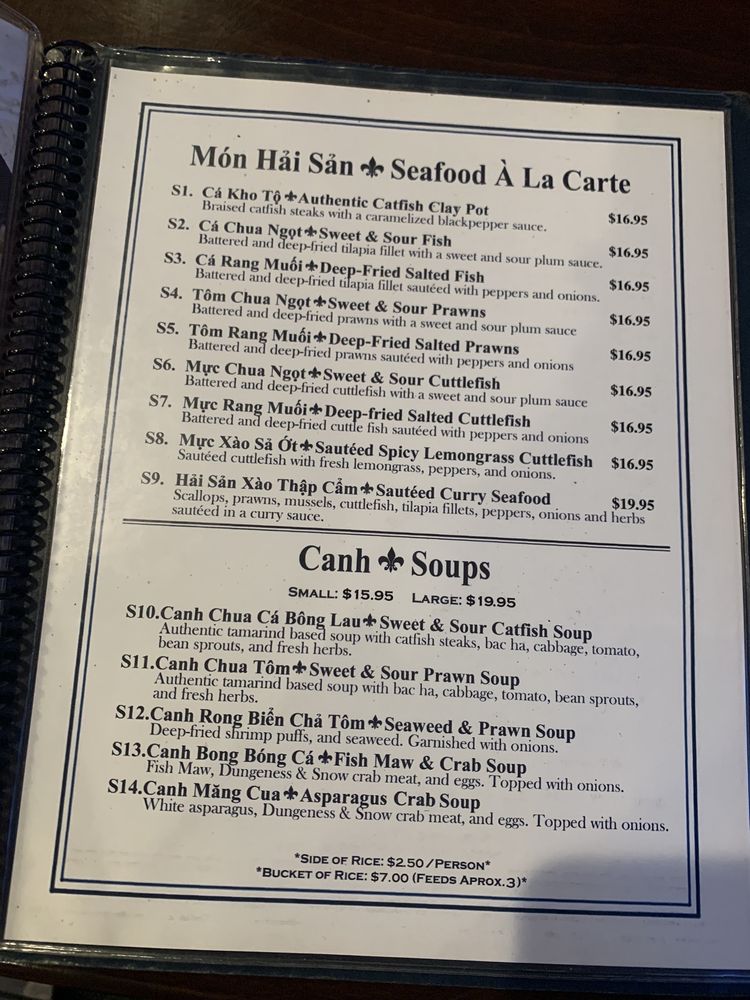 Món Hải Sản ⚜ Seafood À La Carte
S1. Cá Kho Tộ ⚜ Authentic Catfish Clay Pot
Braised catfish steaks with a caramelized blackpepper sauce. $16.95
S2. Cá Chua Ngọt ⚜ Sweet & Sour Fish
Battered and deep-fried tilapia fillet with a sweet and sour plum sauce. $16.95
S3. Cá Rang Muối ⚜ Deep-Fried Salted Fish
Battered and deep-fried tilapia fillet sautéed with peppers and onions. $16.95
S4. Tôm Chua Ngọt ⚜ Sweet & Sour Prawns
Battered and deep-fried prawns with a sweet and sour plum sauce $16.95
S5. Tôm Rang Muối ⚜ Deep-Fried Salted Prawns
Battered and deep-fried prawns sautéed with peppers and onions $16.95
S6. Mực Chua Ngọt ⚜ Sweet & Sour Cuttlefish
Battered and deep-fried cuttlefish with a sweet and sour plum sauce $16.95
S7. Mực Rang Muối ⚜ Deep-fried Salted Cuttlefish
Battered and deep-fried cuttle fish sautéed with peppers and onions $16.95
S8. Mực Xào Sả Ớt ⚜ Sautéed Spicy Lemongrass Cuttlefish $16.95
Sautéed cuttlefish with fresh lemongrass, peppers, and onions.
S9. Hải Sản Xào Thập Cẩm ⚜ Sautéed Curry Seafood $19.95
Scallops, prawns, mussels, cuttlefish, tilapia fillets, peppers, onions and herbs
sautéed in a curry sauce.
Canh ⚜ Soups
SMALL: $15.95 LARGE: $19.95
S10.Canh Chua Cá Bông Lau ⚜ Sweet & Sour Catfish Soup
Authentic tamarind based soup with catfish steaks, bac ha, cabbage, tomato,
bean sprouts, and fresh herbs.
S11.Canh Chua Tôm ⚜ Sweet & Sour Prawn Soup
Authentic tamarind based soup with bac ha, cabbage, tomato, bean sprouts,
and fresh herbs.
S12.Canh Rong Biển Chả Tôm ⚜ Seaweed & Prawn Soup
Deep-fried shrimp puffs, and seaweed. Garnished with onions.
S13.Canh Bong Bóng Cá ⚜ Fish Maw & Crab Soup
Fish Maw, Dungeness & Snow crab meat, and eggs. Topped with onions.
S14.Canh Măng Cua ⚜ Asparagus Crab Soup
White asparagus, Dungeness & Snow crab meat, and eggs. Topped with onions.
*SIDE OF RICE: $2.50/PERSON*
*BUCKET OF RICE: $7.00 (FEEDS APROX.3)*